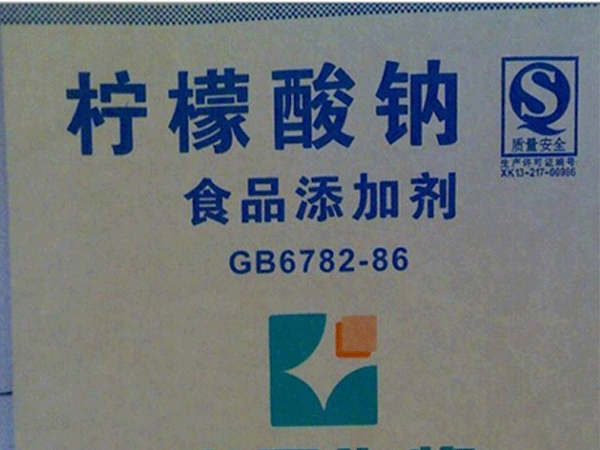 柠檬酸钠
质量安全
生产许可证编号
XK13-217-00986
食品添加剂
GB6782-86